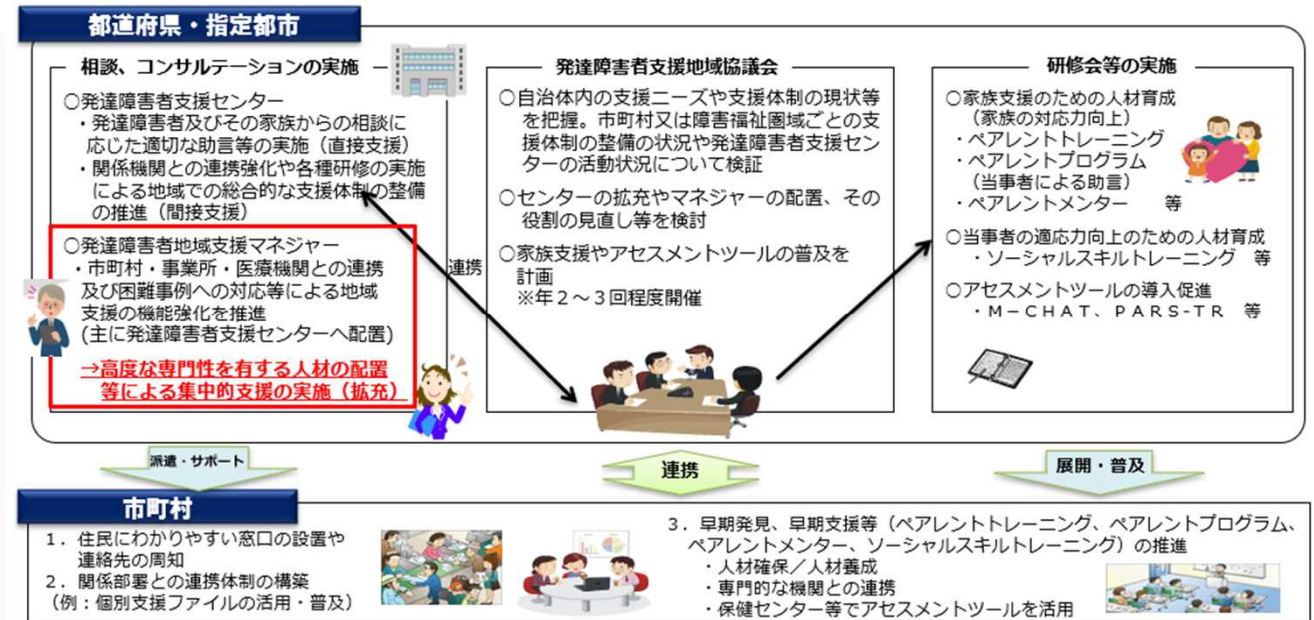 都道府県・指定都市
相談、コンサルテーションの実施
○発達障害者支援センター
・発達障害者及びその家族からの相談に
応じた適切な助言等の実施（直接支援）
・関係機関との連携強化や各種研修の実施
による地域での総合的な支援体制の整備
の推進（間接支援）
○発達障害者地域支援マネジャー
・市町村・事業所・医療機関との連携
及び困難事例への対応等による地域
支援の機能強化を推進
(主に発達障害者支援センターへ配置)
→高度な専門性を有する人材の配置
等による集中的支援の実施（拡充）
連携
発達障害者支援地域協議会
○自治体内の支援ニーズや支援体制の現状等
を把握。市町村又は障害福祉圏域ごとの支
援体制の整備の状況や発達障害者支援セン
ターの活動状況について検証
○センターの拡充やマネジャーの配置、その
役割の見直し等を検討
○家族支援やアセスメントツールの普及を
計画
※年２～３回程度開催
研修会等の実施
○家族支援のための人材育成
（家族の対応力向上）
・ペアレントトレーニング
・ペアレントプログラム
（当事者による助言）
・ペアレントメンター　等
○当事者の適応力向上のための人材育成
・ソーシャルスキルトレーニング　等
○アセスメントツールの導入促進
・Ｍ－ＣＨＡＴ、ＰＡＲＳ-ＴＲ　等
派遣・サポート
連携
展開・普及
市町村
１．住民にわかりやすい窓口の設置や
連絡先の周知
２．関係部署との連携体制の構築
（例：個別支援ファイルの活用・普及）
３．早期発見、早期支援等（ペアレントトレーニング、ペアレントプログラム、
ペアレントメンター、ソーシャルスキルトレーニング）の推進
・人材確保／人材養成
・専門的な機関との連携
・保健センター等でアセスメントツールを活用